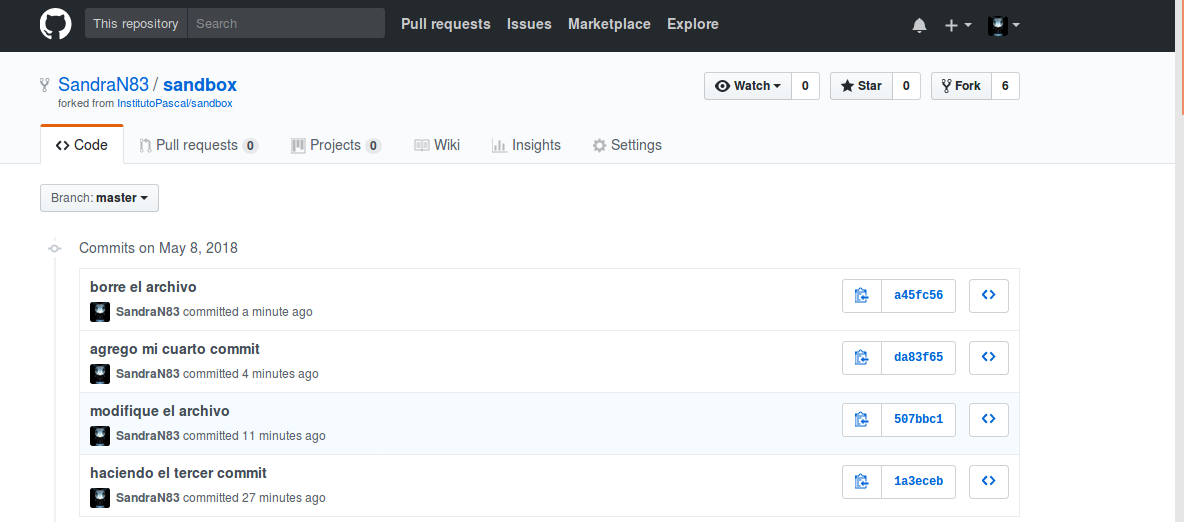 This repository Search Pull requests Issues Marketplace Explore
SandraN83 / sandbox
Watch 0 Star 0 Fork 6
forked from InstitutoPascal/sandbox
Code Pull requests 0 Projects 0 Wiki Insights Settings
Branch: master
Commits on May 8, 2018
borre el archivo
a45fc56
SandraN83 committed a minute ago
agrego mi cuarto commit
da83f65
SandraN83 committed 4 minutes ago
modifique el archivo
507bbc1
SandraN83 committed 11 minutes ago
haciendo el tercer commit
1a3eceb
SandraN83 committed 27 minutes ago